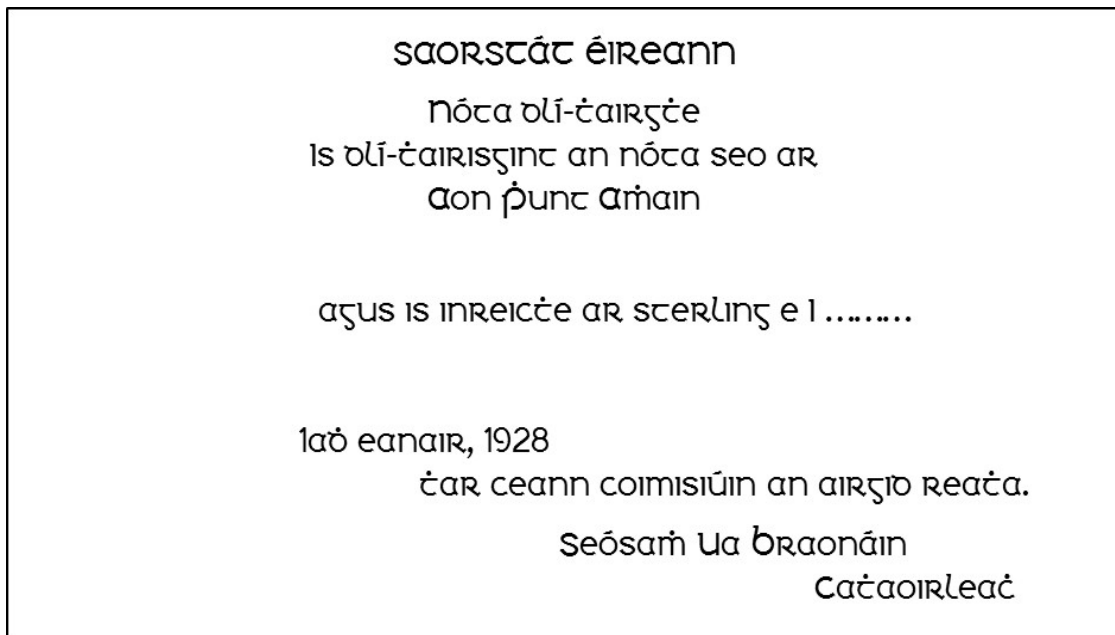 saorstát éireann
Nóta dlí-ṫairgṫe
Is dlí-ṫairisgint an nóta seo ar
Aon Ṗunt Aṁain
agus is inreicṫe ar sterling e i .........
1aḋ eanair, 1928
ṫar ceann coimisiúin an airgid reaṫa.
Seósaṁ Ua Braonáin
Caṫaoirleaċ